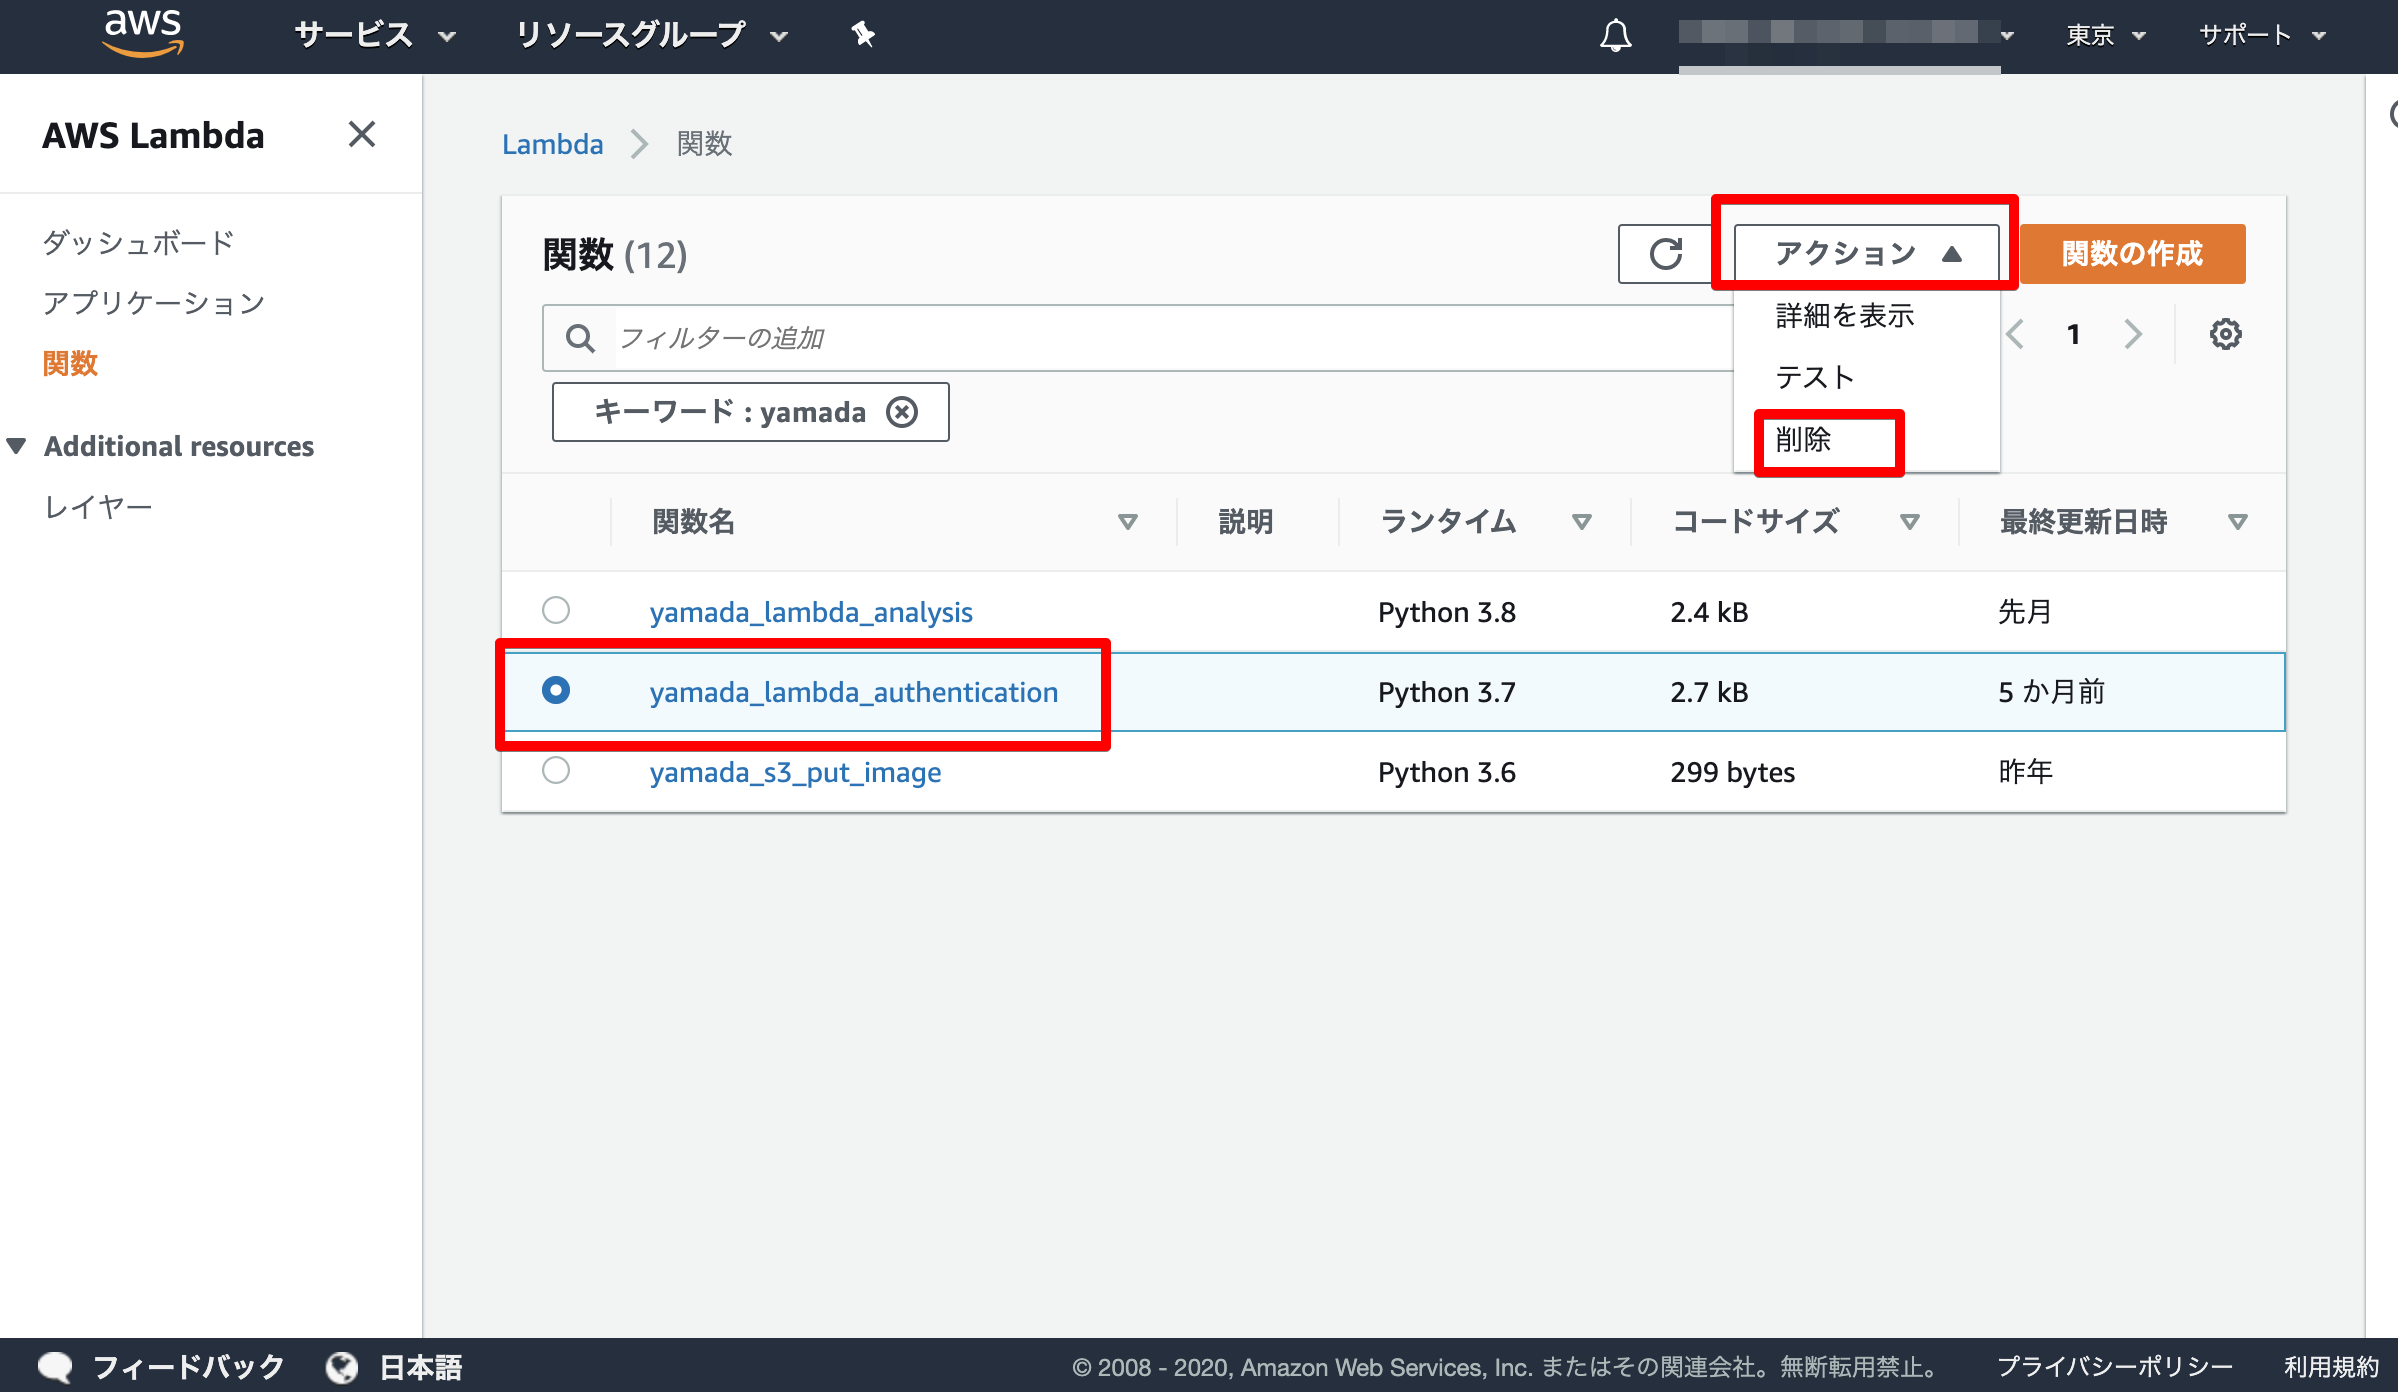 aws サービス リソースグループ 東京 サポート
AWS Lambda
ダッシュボード
アプリケーション
関数
Additional resources
レイヤー
Lambda 関数
関数 (12) アクション 関数の作成
フィルターの追加 詳細を表示 1
テスト
キーワード : yamada 削除
関数名 説明 ランタイム コードサイズ 最終更新日時
yamada_lambda_analysis Python 3.8 2.4 kB 先月
yamada_lambda_authentication Python 3.7 2.7 kB 5 か月前
yamada_s3_put_image Python 3.6 299 bytes 昨年
フィードバック 日本語 © 2008 - 2020, Amazon Web Services, Inc. またはその関連会社。無断転用禁止。 プライバシーポリシー 利用規約